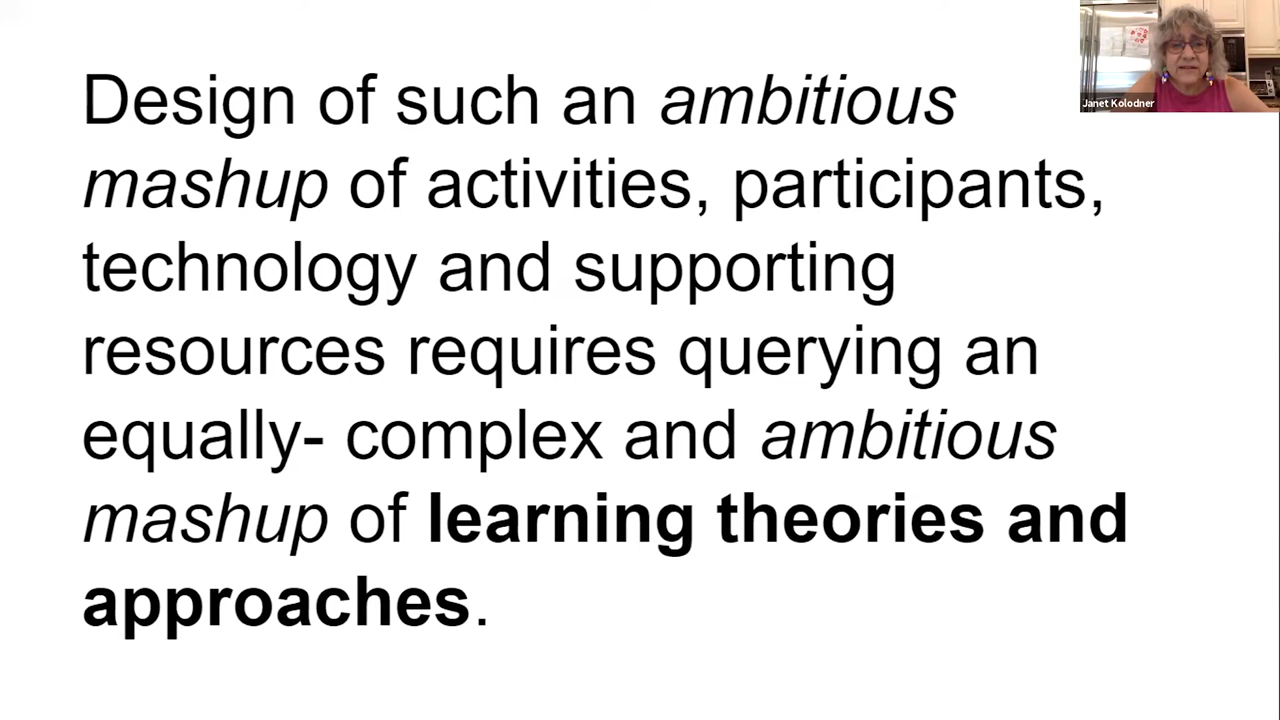 Design of such an ambitious
mashup of activities, participants,
technology and supporting
resources requires querying an
equally- complex and ambitious
mashup of learning theories and
approaches.
Janet Kolodner